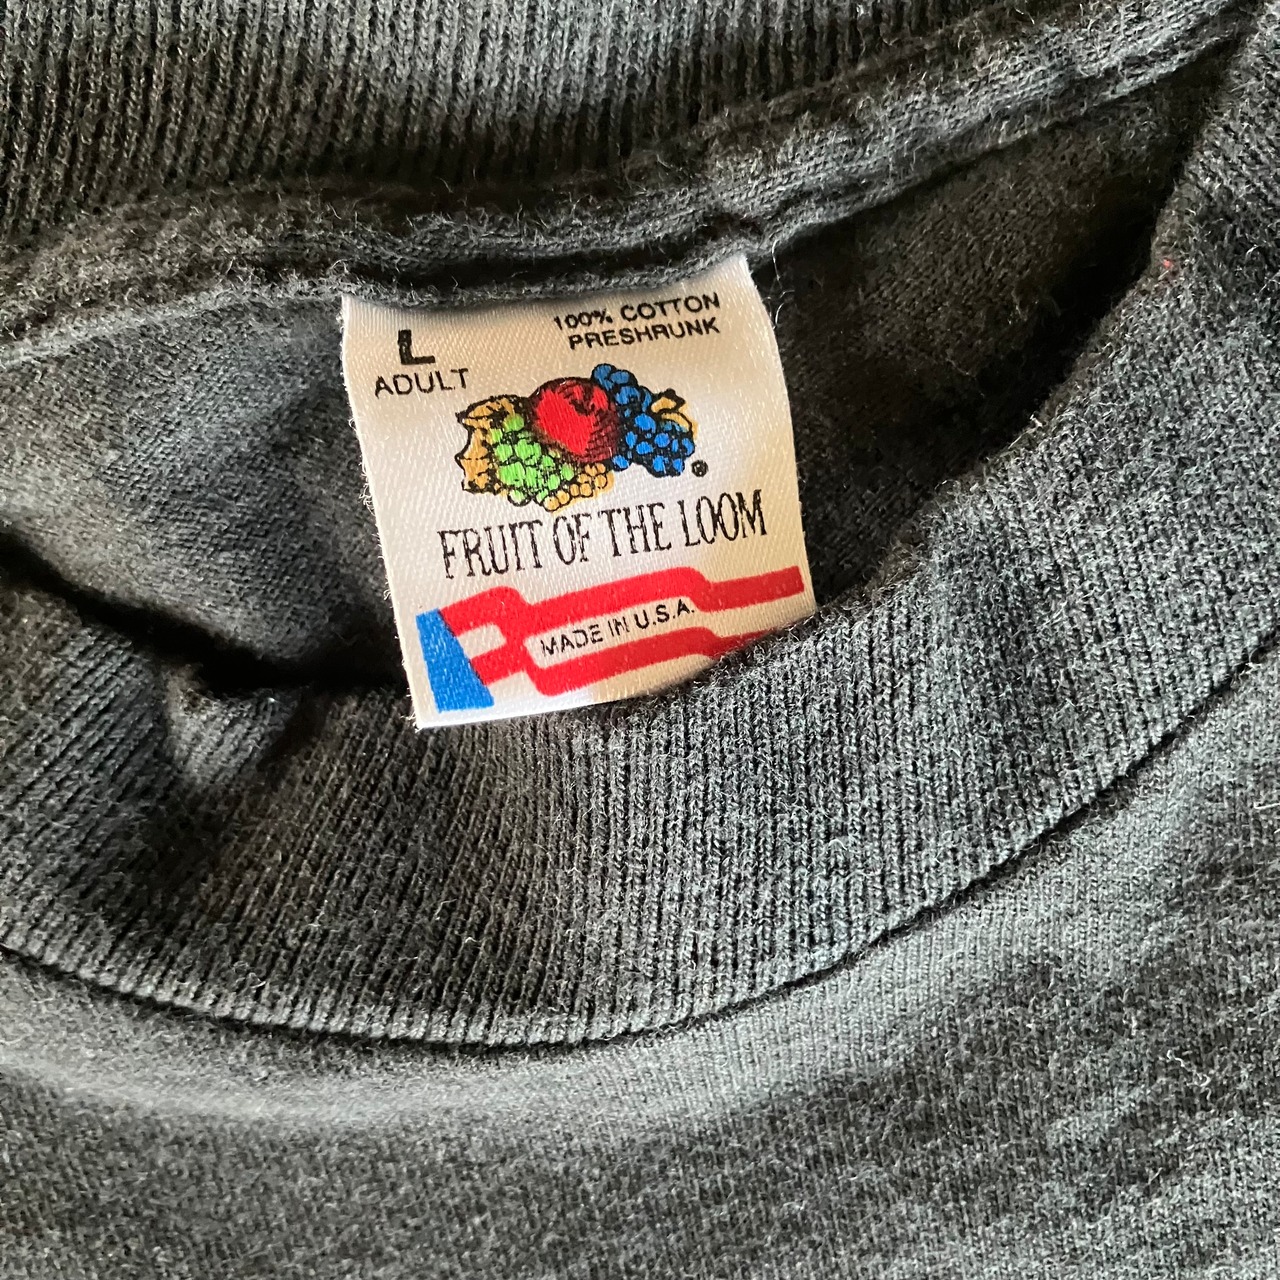 L
ADULT
100% COTTON
PRESHRUNK
FRUIT OF THE LOOM
MADE IN U.S.A.